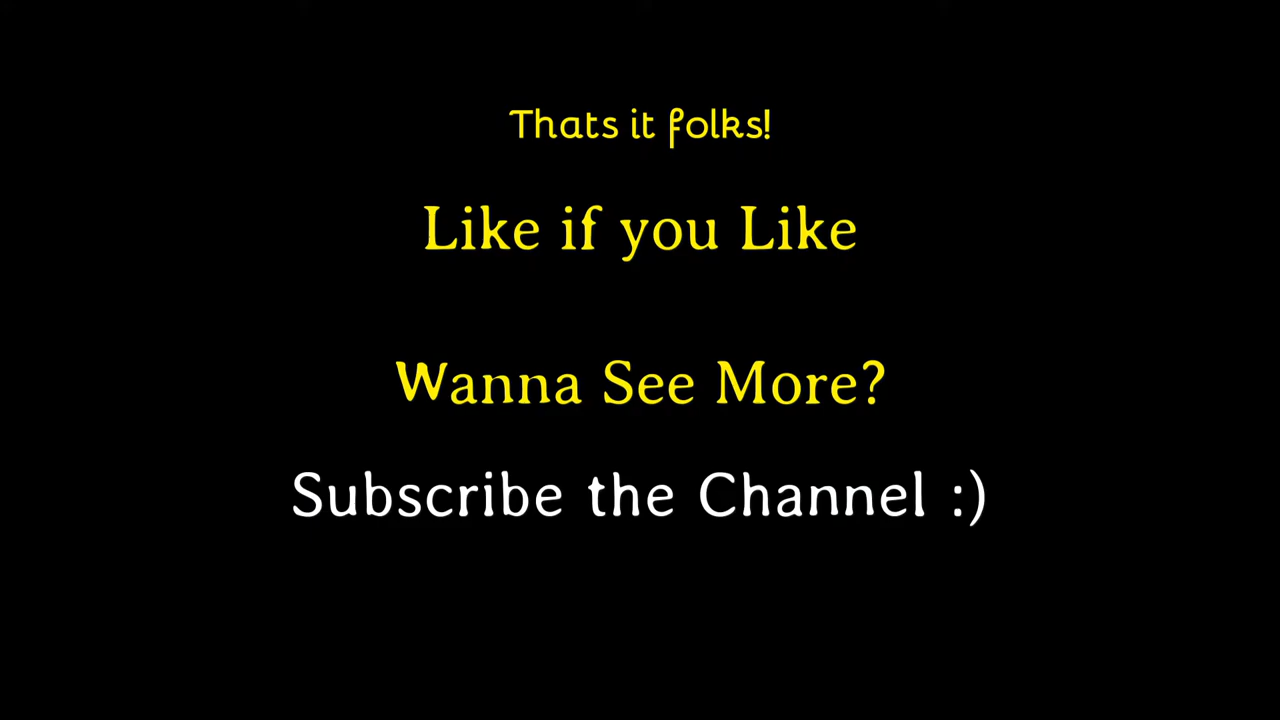 Thats it folks!
Like if you Like
Wanna See More?
Subscribe the Channel :)